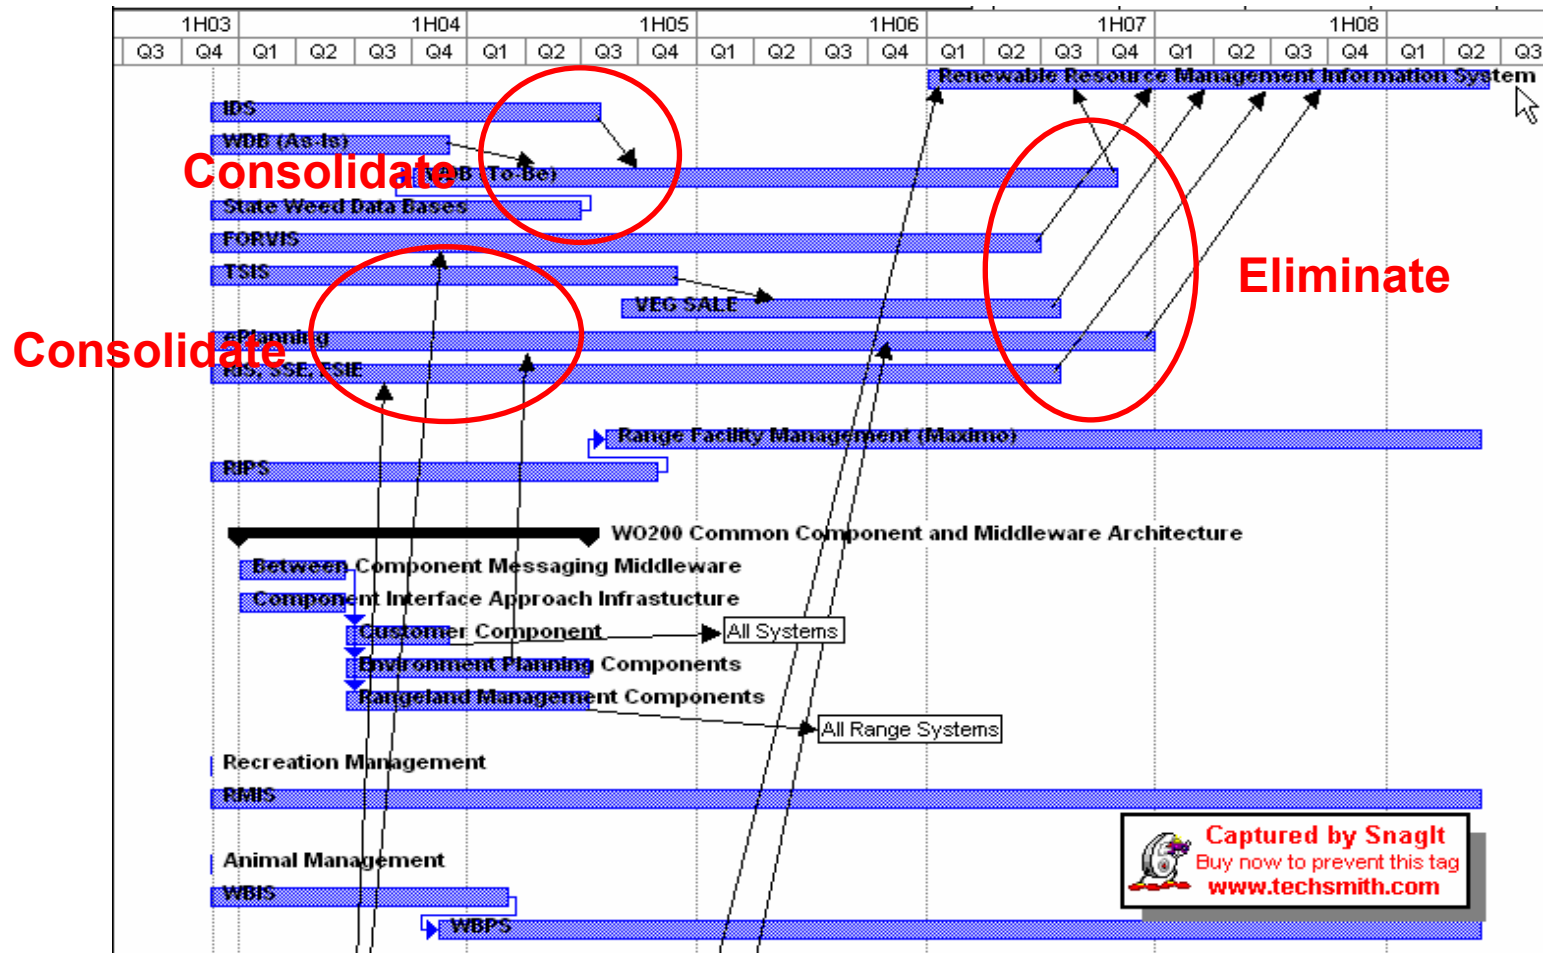 1H03 1H04 1H05 1H06 1H07 1H08
Q3 Q4 Q1 Q2 Q3 Q4 Q1 Q2 Q3 Q4 Q1 Q2 Q3 Q4 Q1 Q2 Q3 Q4 Q1 Q2 Q3 Q4 Q1 Q2 Q3
Renewable Resource Management Information System
IDS
WDB (As-Is)
Consolidate
WDB (To-Be)
State Weed Data Bases
FORVIS
TSIS
Eliminate
VEG SALE
ePlanning
Consolidate
RIS, SSE, ESIE
Range Facility Management (Maximo)
RIPS
WO200 Common Component and Middleware Architecture
Between Component Messaging Middleware
Component Interface Approach Infrastucture
Customer Component
All Systems
Environment Planning Components
Rangeland Management Components
All Range Systems
Recreation Management
RMIS
Captured by SnagIt
Buy now to prevent this tag
www.techsmith.com
Animal Management
WBIS
WBPS